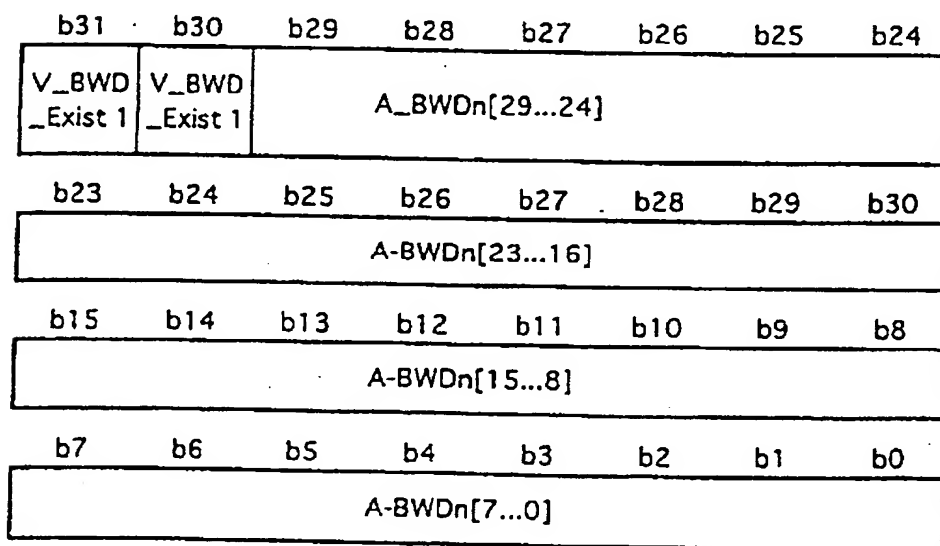 b31 b30 b29 b28 b27 b26 b25 b24
V_BWD V_BWD
_Exist 1 _Exist 1
A_BWDn[29...24]
b23 b24 b25 b26 b27 b28 b29 b30
A-BWDn[23...16]
b15 b14 b13 b12 b11 b10 b9 b8
A-BWDn[15...8]
b7 b6 b5 b4 b3 b2 b1 b0
A-BWDn[7...0]